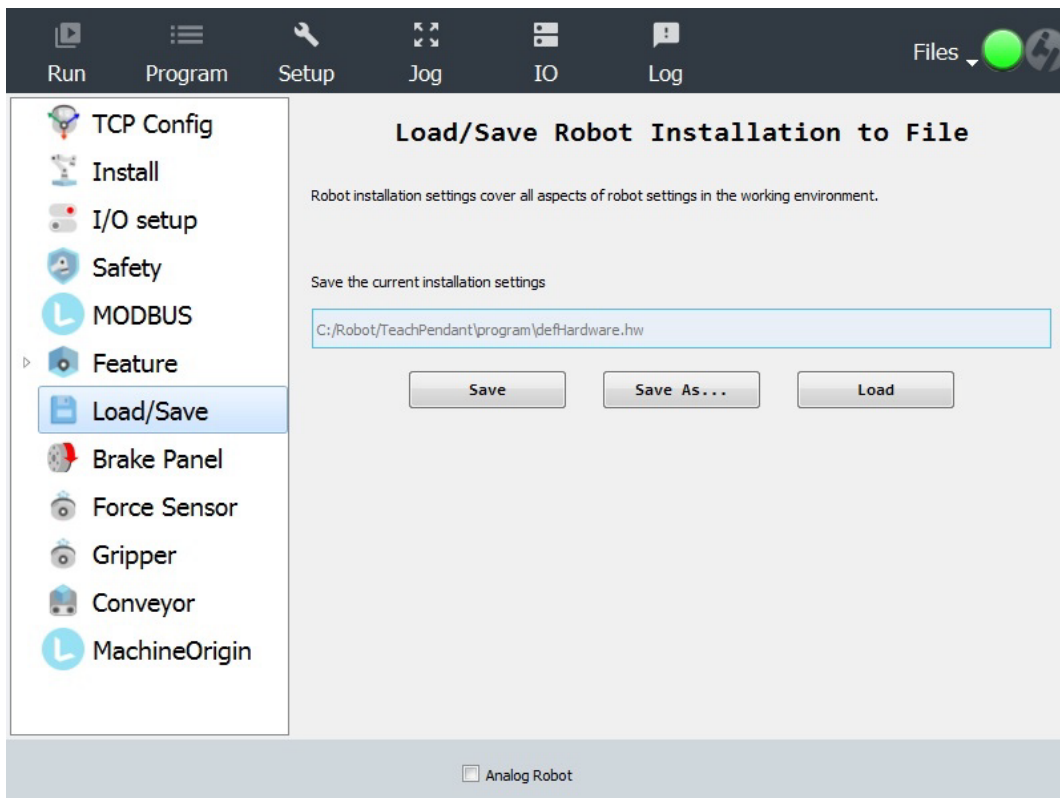 Run Program Setup Jog IO Log Files
TCP Config
Install
I/O setup
Safety
MODBUS
Feature
Load/Save
Brake Panel
Force Sensor
Gripper
Conveyor
MachineOrigin
Load/Save Robot Installation to File
Robot installation settings cover all aspects of robot settings in the working environment.
Save the current installation settings
C:/Robot/TeachPendant\program\defHardware.hw
Save Save As... Load
Analog Robot